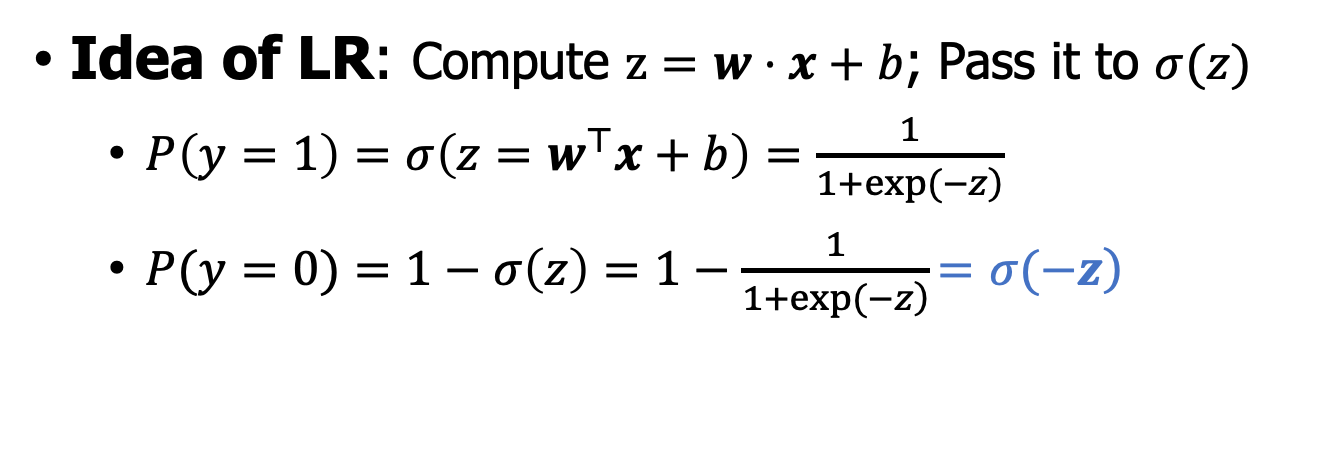 • Idea of LR: Compute z = w · x + b; Pass it to σ(z)
• P(y = 1) = σ(z = w⊤x + b) = 1/(1+exp(−z))
• P(y = 0) = 1 − σ(z) = 1 − 1/(1+exp(−z)) = σ(−z)